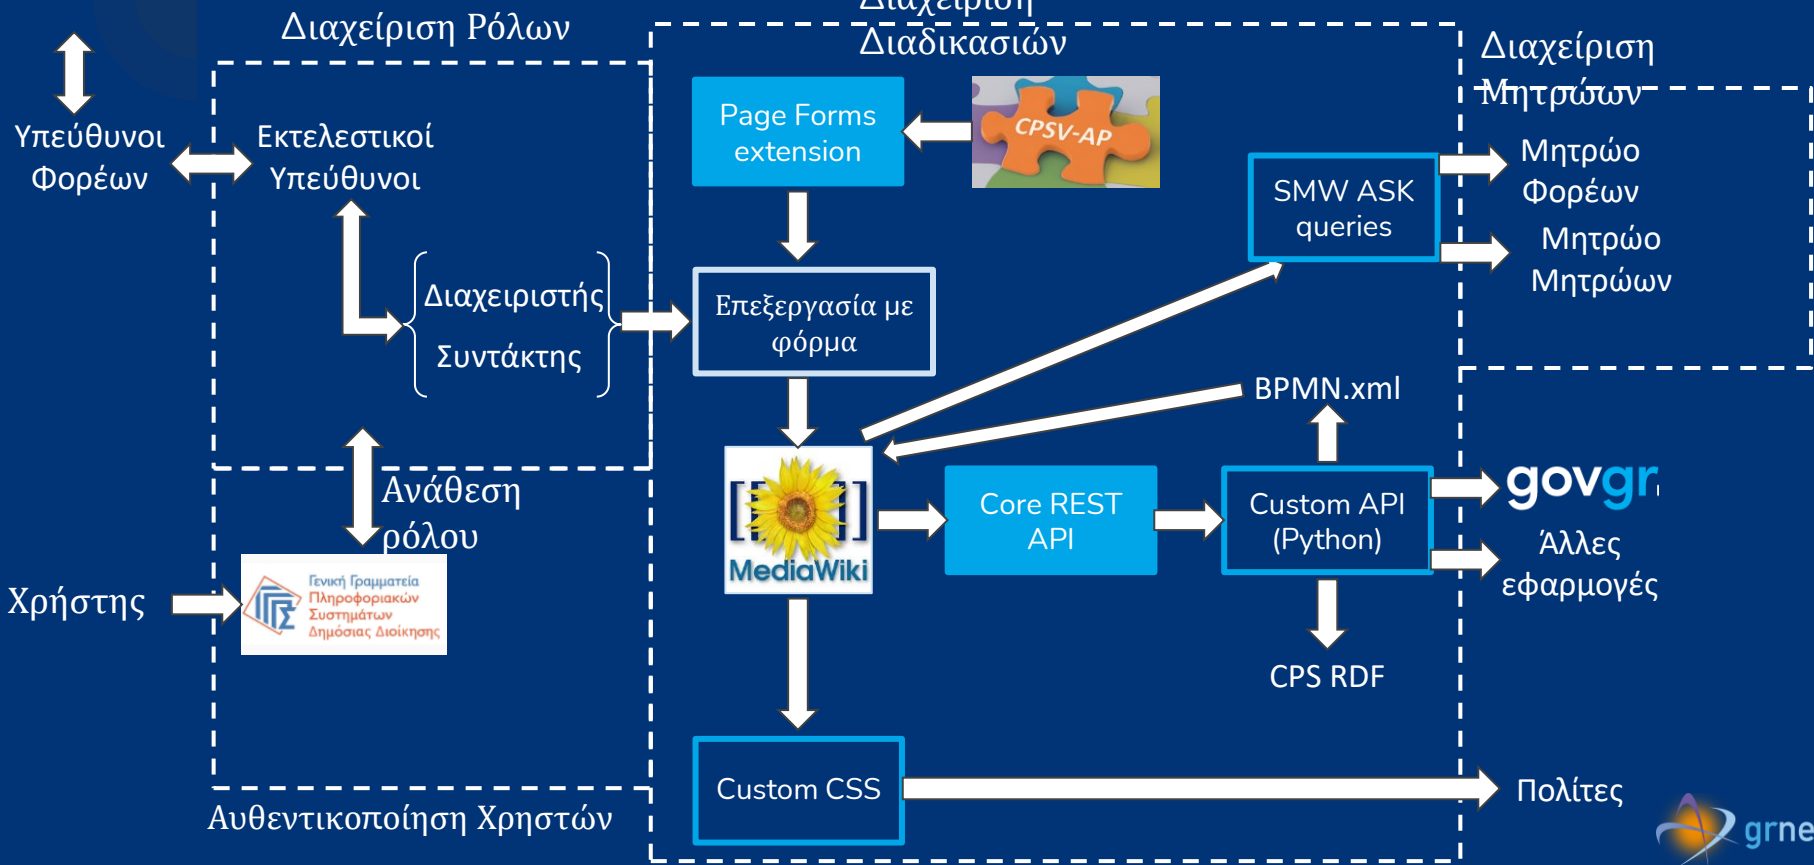 Διαχείριση Ρόλων
Διαχείριση
Διαδικασιών
Διαχείριση
Μητρώων
Υπεύθυνοι
Φορέων
Εκτελεστικοί
Υπεύθυνοι
Page Forms
extension
CPSV-AP
SMW ASK
queries
Μητρώο
Φορέων
Μητρώο
Μητρώων
Διαχειριστής
Συντάκτης
Επεξεργασία με
φόρμα
BPMN.xml
Ανάθεση
ρόλου
MediaWiki
Core REST
API
Custom API
(Python)
govgr
Άλλες
εφαρμογές
Χρήστης
ΓΓΠΣ
Γενική Γραμματεία
Πληροφοριακών
Συστημάτων
Δημόσιας Διοίκησης
CPS RDF
Custom CSS
Πολίτες
Αυθεντικοποίηση Χρηστών
grne